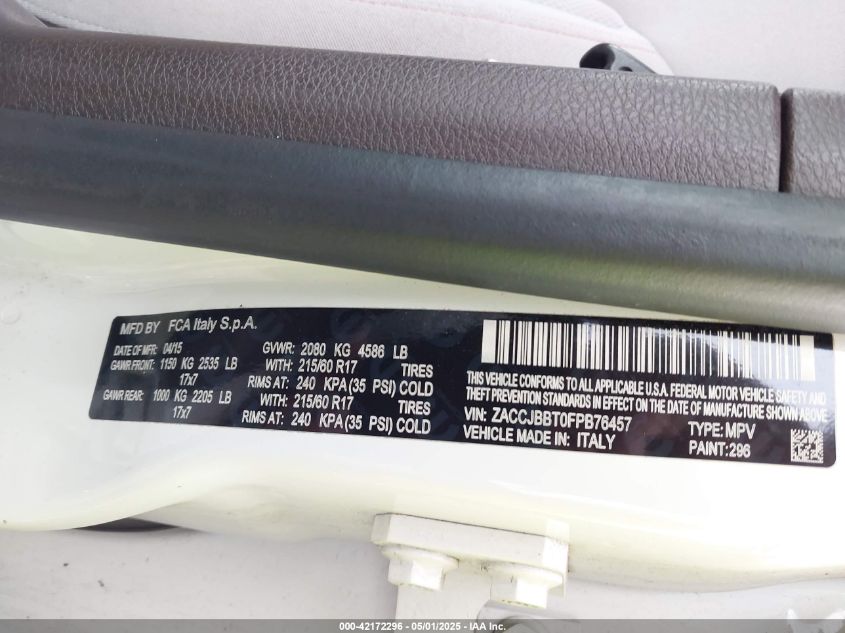 MFD BY FCA Italy S.p.A.
DATE OF MFR: 04/15 GVWR: 2080 KG 4586 LB
GAWR FRONT: 1150 KG 2535 LB WITH: 215/60 R17 TIRES
17x7 RIMS AT: 240 KPA (35 PSI) COLD
GAWR REAR: 1000 KG 2205 LB WITH: 215/60 R17 TIRES
17x7 RIMS AT: 240 KPA (35 PSI) COLD
THIS VEHICLE CONFORMS TO ALL APPLICABLE U.S.A. FEDERAL MOTOR VEHICLE SAFETY AND
THEFT PREVENTION STANDARDS IN EFFECT ON THE DATE OF MANUFACTURE SHOWN ABOVE
VIN: ZACCJBBT0FPB76457 TYPE: MPV
VEHICLE MADE IN: ITALY PAINT: 296
000-42172296 - 05/01/2025 - IAA Inc.